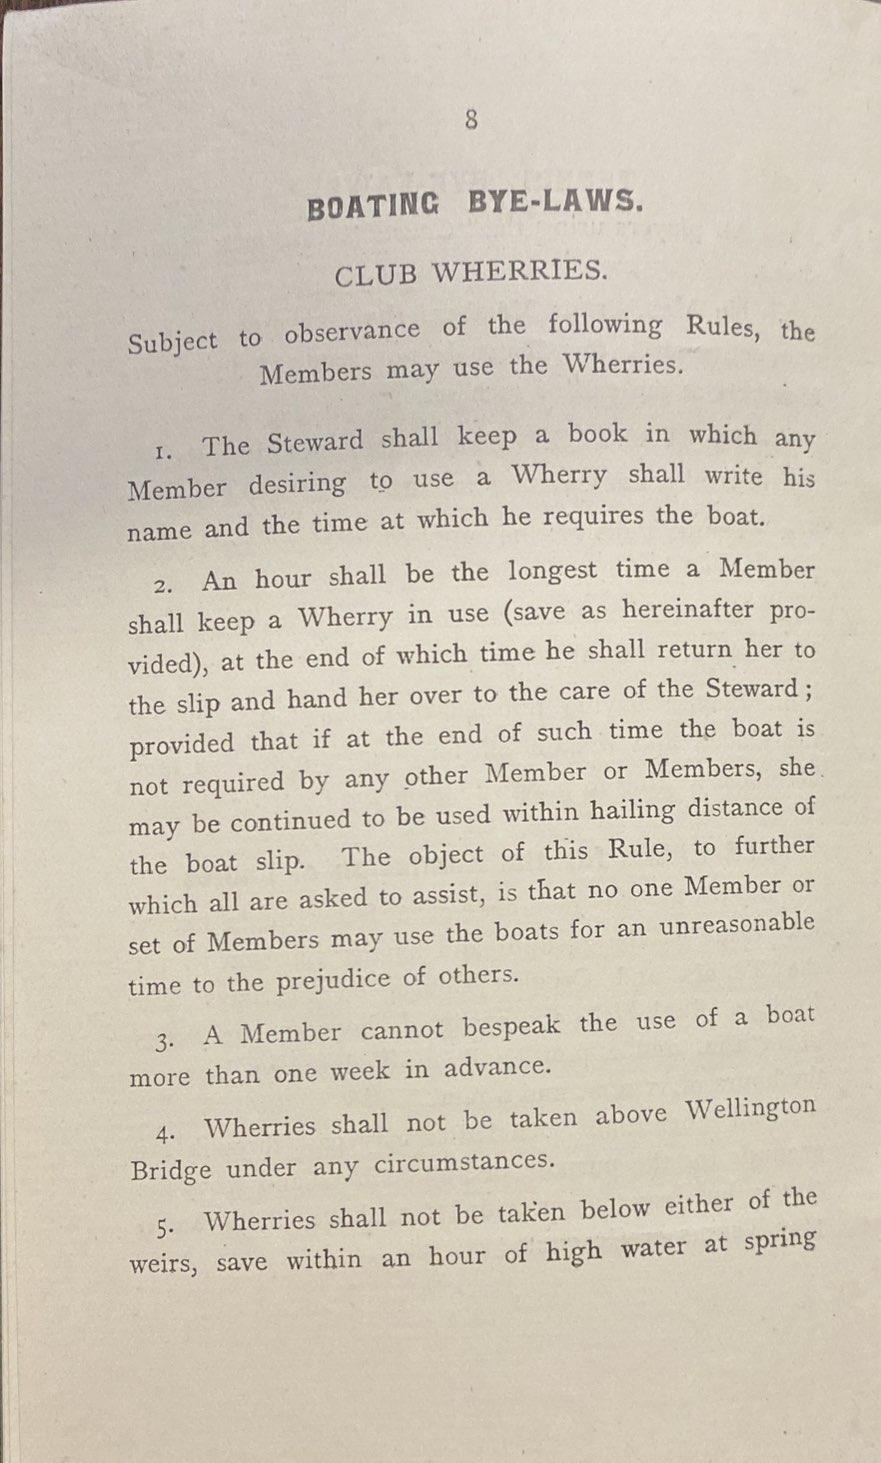 8
BOATING BYE-LAWS.
CLUB WHERRIES.
Subject to observance of the following Rules, the
Members may use the Wherries.
1. The Steward shall keep a book in which any
Member desiring to use a Wherry shall write his
name and the time at which he requires the boat.
2. An hour shall be the longest time a Member
shall keep a Wherry in use (save as hereinafter pro-
vided), at the end of which time he shall return her to
the slip and hand her over to the care of the Steward;
provided that if at the end of such time the boat is
not required by any other Member or Members, she
may be continued to be used within hailing distance of
the boat slip. The object of this Rule, to further
which all are asked to assist, is that no one Member or
set of Members may use the boats for an unreasonable
time to the prejudice of others.
3. A Member cannot bespeak the use of a boat
more than one week in advance.
4. Wherries shall not be taken above Wellington
Bridge under any circumstances.
5. Wherries shall not be taken below either of the
weirs, save within an hour of high water at spring